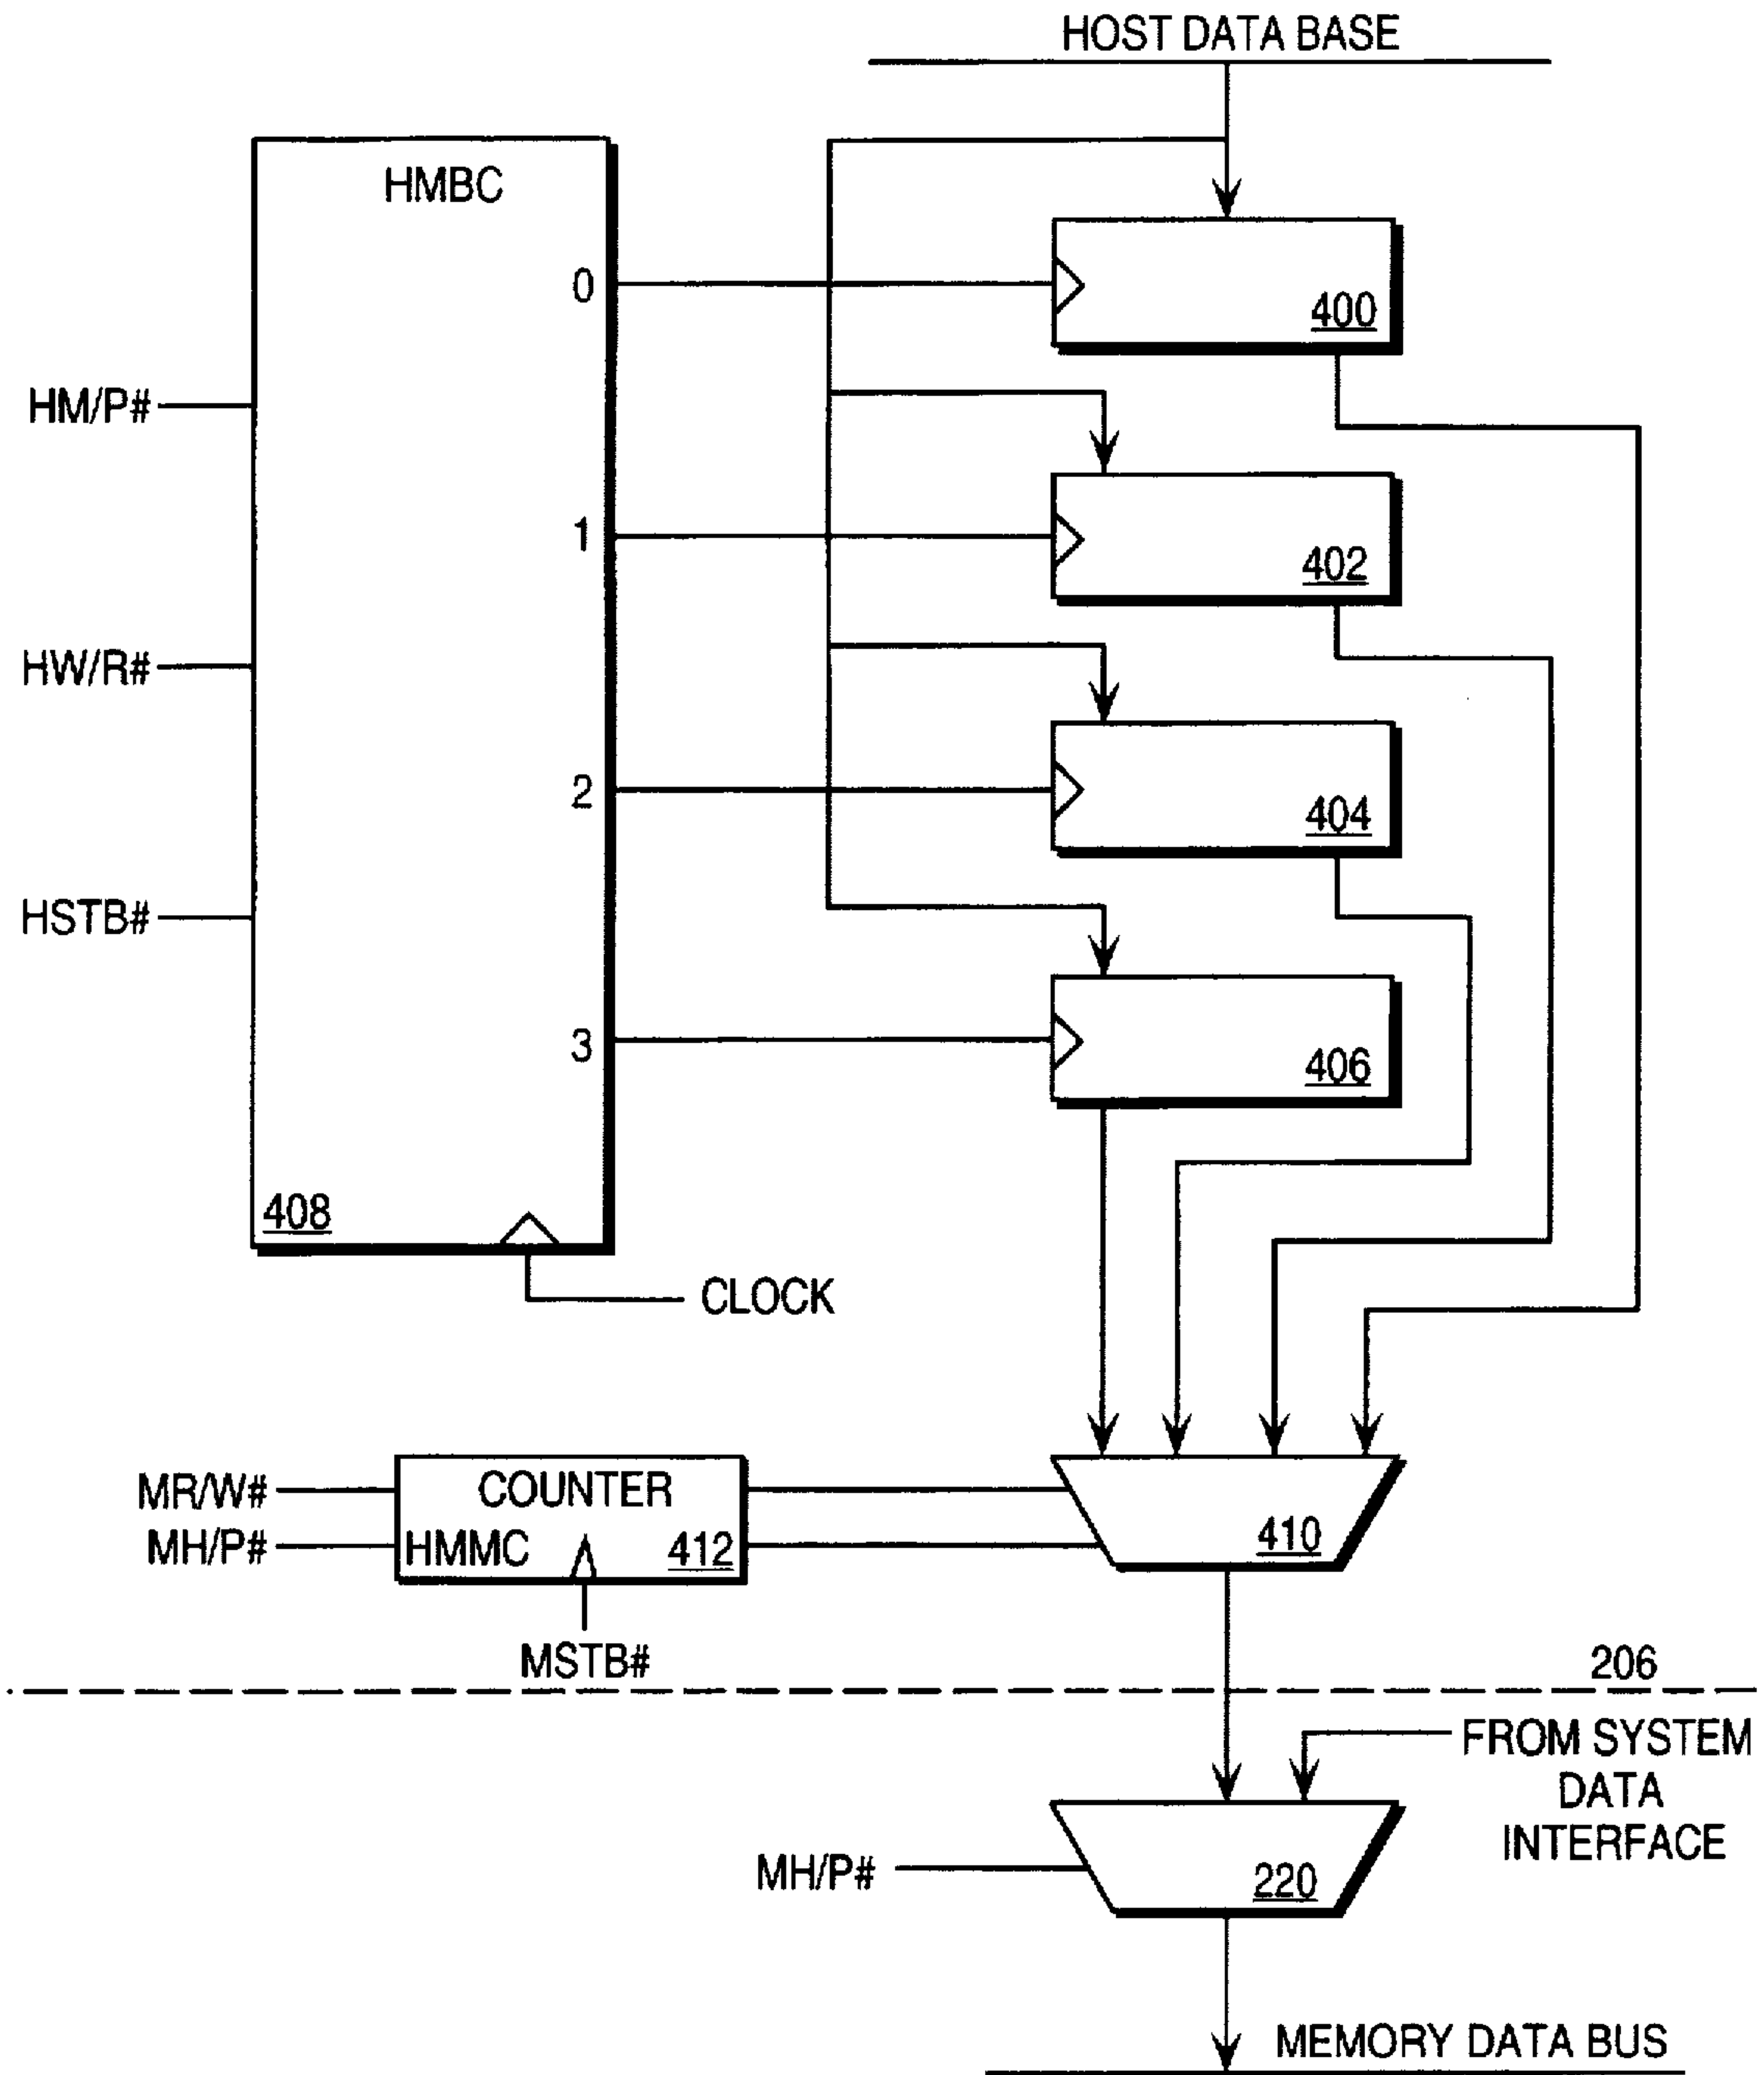 HOST DATA BASE
HMBC
0
400
HM/P#
1
402
HW/R#
2
404
HSTB#
3
406
408
CLOCK
MR/W#
COUNTER
MH/P#
HMMC
412
410
MSTB#
206
FROM SYSTEM
DATA
INTERFACE
MH/P#
220
MEMORY DATA BUS